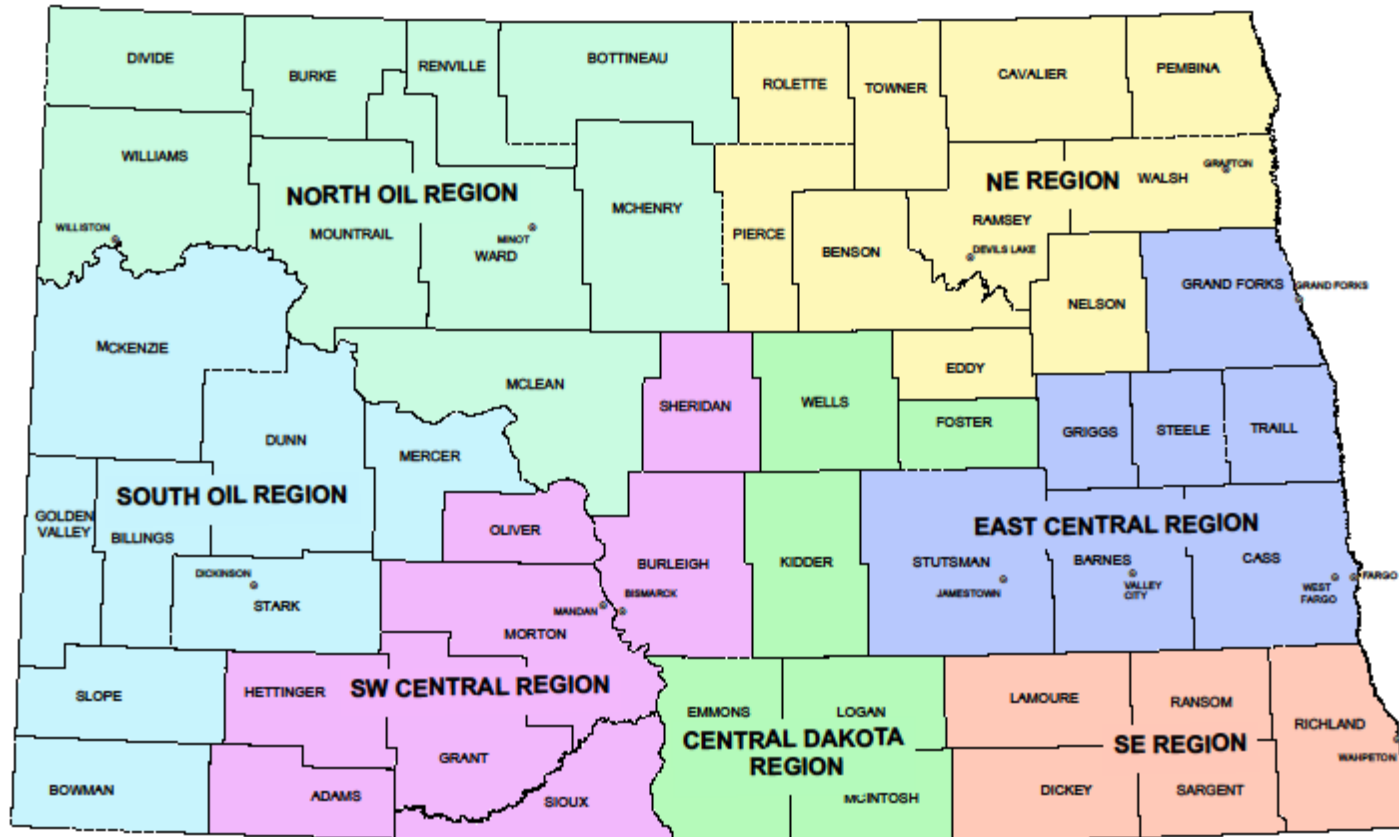 DIVIDE
BURKE
RENVILLE
BOTTINEAU
ROLETTE
TOWNER
CAVALIER
PEMBINA
WILLIAMS
NORTH OIL REGION
NE REGION
WALSH
GRAFTON
MCHENRY
RAMSEY
WILLISTON
MOUNTRAIL
MINOT
WARD
PIERCE
BENSON
DEVILS LAKE
NELSON
GRAND FORKS
GRAND FORKS
MCKENZIE
MCLEAN
SHERIDAN
WELLS
EDDY
FOSTER
GRIGGS
STEELE
TRAILL
DUNN
MERCER
SOUTH OIL REGION
GOLDEN
VALLEY
BILLINGS
OLIVER
EAST CENTRAL REGION
BURLEIGH
KIDDER
STUTSMAN
BARNES
CASS
DICKINSON
STARK
MANDAN
BISMARCK
JAMESTOWN
VALLEY
CITY
WEST
FARGO
FARGO
MORTON
SLOPE
HETTINGER
SW CENTRAL REGION
EMMONS
LOGAN
LAMOURE
RANSOM
RICHLAND
CENTRAL DAKOTA
REGION
SE REGION
WAHPETON
GRANT
BOWMAN
ADAMS
SIOUX
MCINTOSH
DICKEY
SARGENT